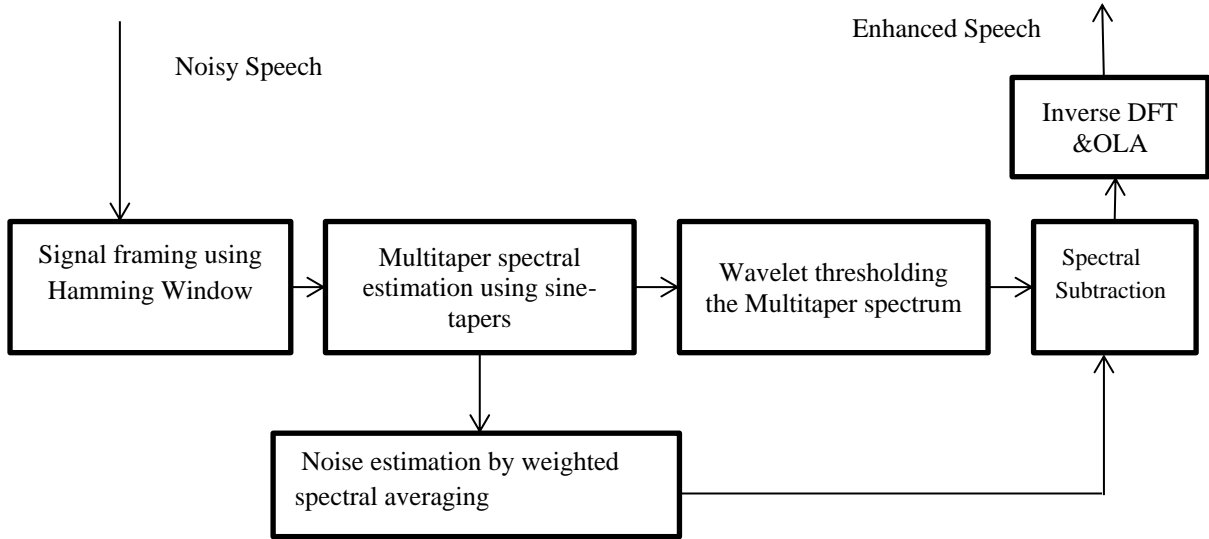 Enhanced Speech
Noisy Speech
Inverse DFT
&OLA
Signal framing using
Hamming Window
Multitaper spectral
estimation using sine-
tapers
Wavelet thresholding
the Multitaper spectrum
Spectral
Subtraction
Noise estimation by weighted
spectral averaging